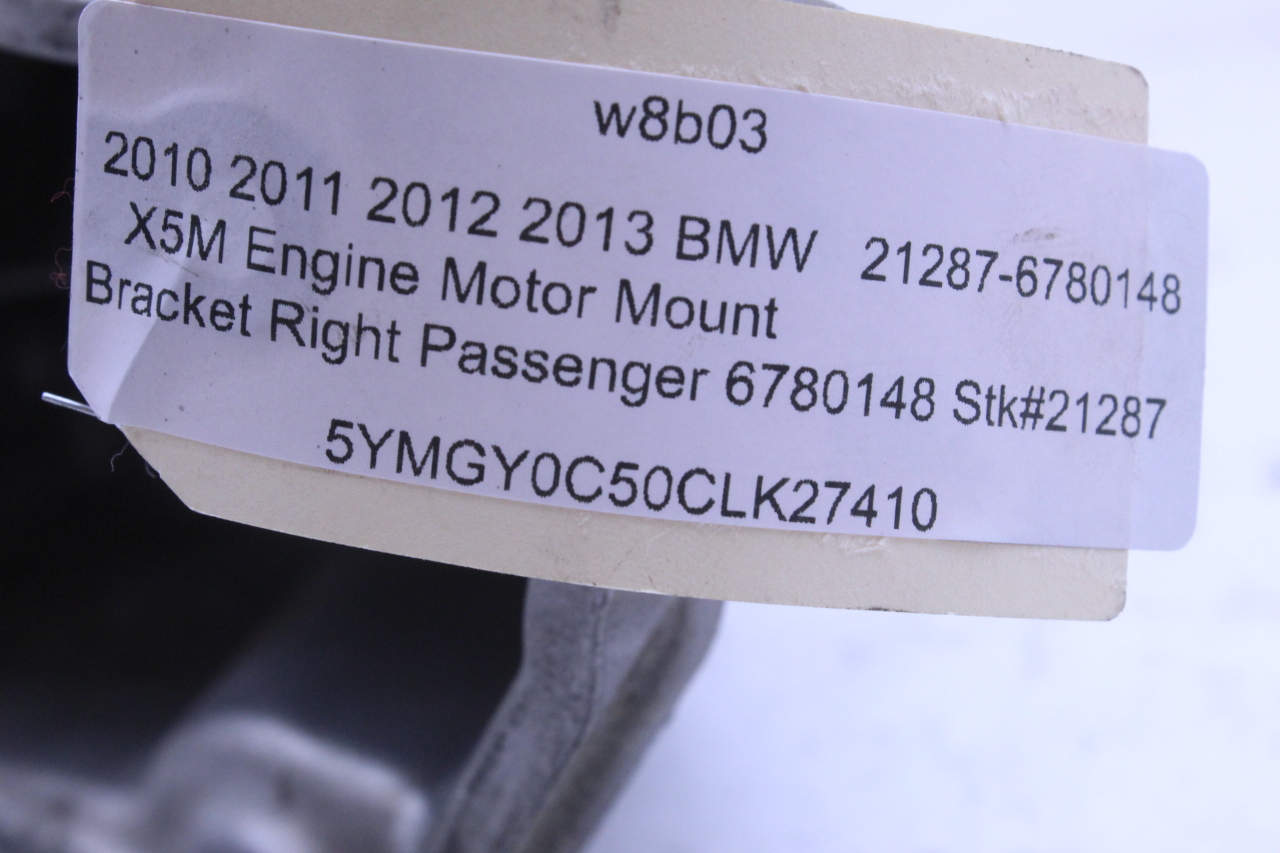 w8b03
2010 2011 2012 2013 BMW 21287-6780148
X5M Engine Motor Mount
Bracket Right Passenger 6780148 Stk#21287
5YMGY0C50CLK27410